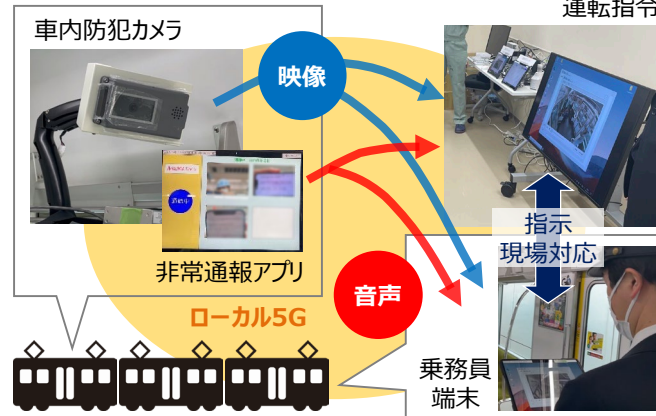 車内防犯カメラ
運転指令
映像
非常通報アプリ
指示
現場対応
音声
ローカル5G
乗務員
端末